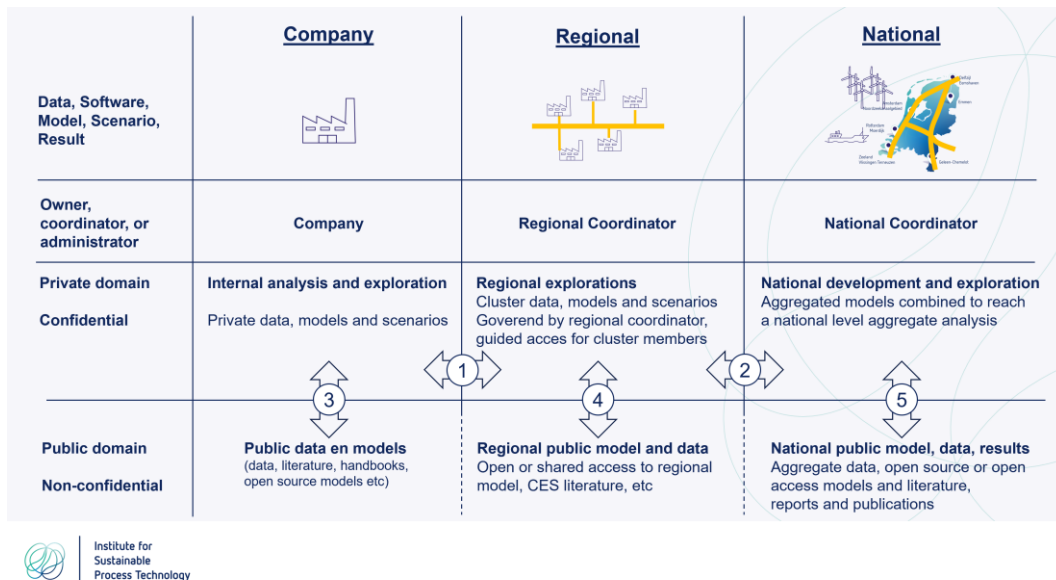 Company
Regional
National
Data, Software,
Model, Scenario,
Result
Rotterdam
Moerdijk
Zeeland
Emmen
Owner,
coordinator, or
administrator
Company
Regional Coordinator
National Coordinator
Private domain
Confidential
Internal analysis and exploration
Private data, models and scenarios
Regional explorations
Cluster data, models and scenarios
Goverend by regional coordinator,
guided acces for cluster members
National development and exploration
Aggregated models combined to reach
a national level aggregate analysis
1
2
3
4
5
Public domain
Non-confidential
Public data en models
(data, literature, handbooks,
open source models etc)
Regional public model and data
Open or shared access to regional
model, CES literature, etc
National public model, data, results
Aggregate data, open source or open
access models and literature,
reports and publications
Institute for
Sustainable
Process Technology